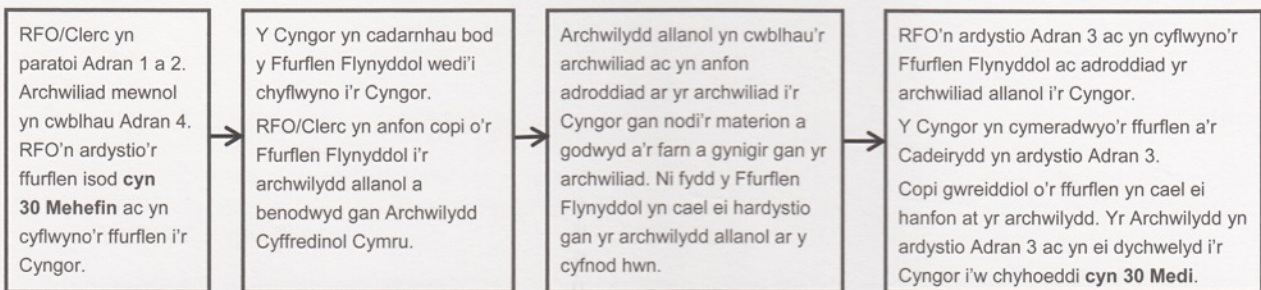 RFO/Clerc yn
paratoi Adran 1 a 2.
Archwiliad mewnol
yn cwblhau Adran 4.
RFO'n ardystio'r
ffurflen isod cyn
30 Mehefin ac yn
cyflwyno'r ffurflen i'r
Cyngor.
Y Cyngor yn cadarnhau bod
y Ffurflen Flynyddol wedi'i
chyflwyno i'r Cyngor.
RFO/Clerc yn anfon copi o'r
Ffurflen Flynyddol i'r
archwilydd allanol a
benodwyd gan Archwilydd
Cyffredinol Cymru.
Archwilydd allanol yn cwblhau'r
archwiliad ac yn anfon
adroddiad ar yr archwiliad i'r
Cyngor gan nodi'r materion a
godwyd a'r farn a gynigir gan yr
archwiliad. Ni fydd y Ffurflen
Flynyddol yn cael ei hardystio
gan yr archwilydd allanol ar y
cyfnod hwn.
RFO'n ardystio Adran 3 ac yn cyflwyno'r
Ffurflen Flynyddol ac adroddiad yr
archwiliad allanol i'r Cyngor.
Y Cyngor yn cymeradwyo'r ffurflen a'r
Cadeirydd yn ardystio Adran 3.
Copi gwreiddiol o'r ffurflen yn cael ei
hanfon at yr archwilydd. Yr Archwilydd yn
ardystio Adran 3 ac yn ei dychwelyd i'r
Cyngor i'w chyhoeddi cyn 30 Medi.